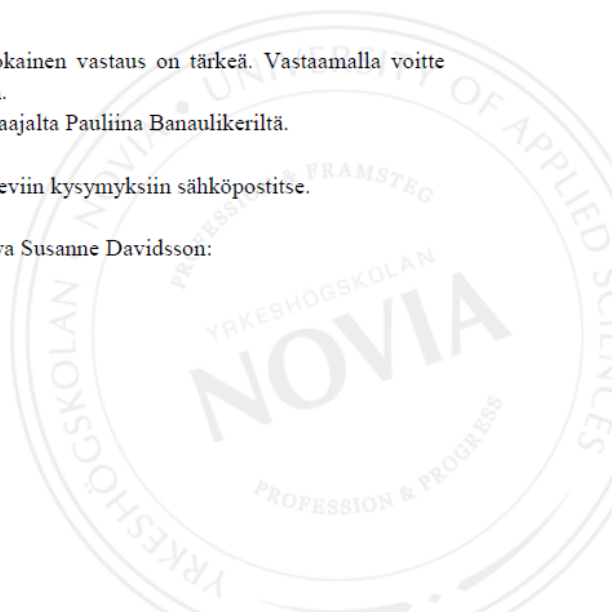 okainen vastaus on tärkeä. Vastaamalla voitte
.
aajalta Pauliina Banaulikeriltä.
eviin kysymyksiin sähköpostitse.
va Susanne Davidsson:
NOVIA UNIVERSITY OF APPLIED SCIENCES
YRKESHÖGSKOLAN
PROFESSION & FRAMSTEG
YRKESHÖGSKOLAN
NOVIA
PROFESSION & PROGRESS